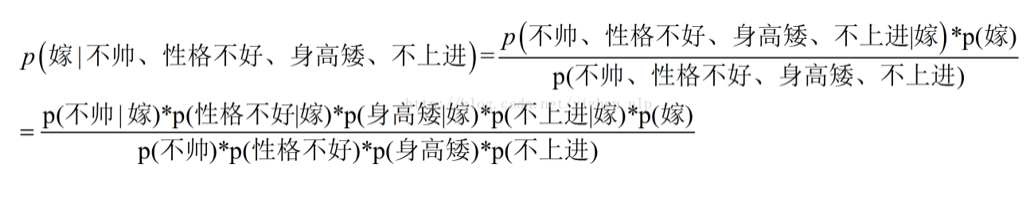 p(嫁|不帅、性格不好、身高矮、不上进)=
p(不帅、性格不好、身高矮、不上进|嫁)*p(嫁)
p(不帅、性格不好、身高矮、不上进)
=
p(不帅|嫁)*p(性格不好|嫁)*p(身高矮|嫁)*p(不上进|嫁)*p(嫁)
p(不帅)*p(性格不好)*p(身高矮)*p(不上进)